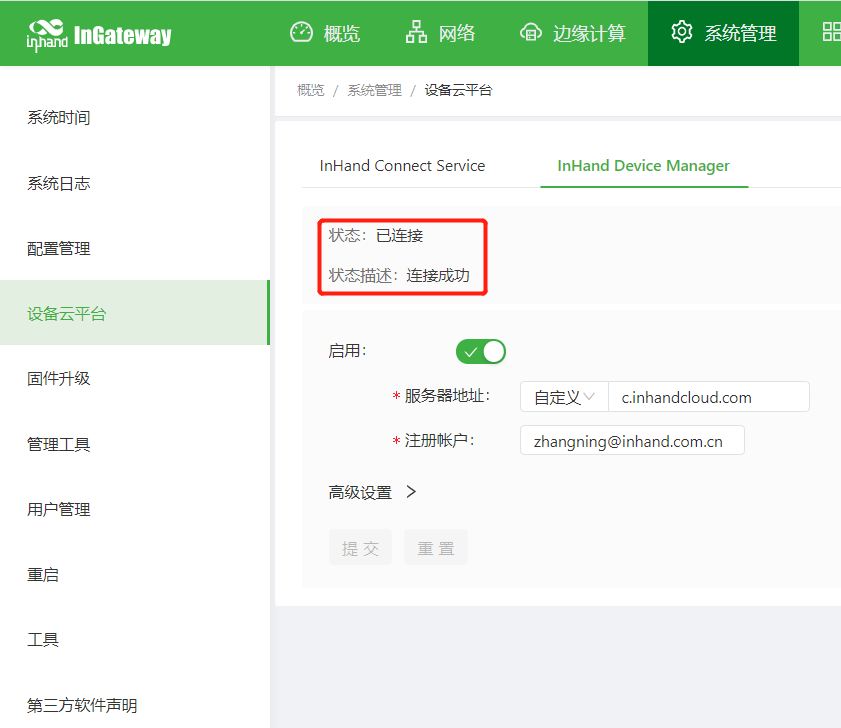 inhand InGateway 概览 网络 边缘计算 系统管理
概览 / 系统管理 / 设备云平台
系统时间
系统日志
配置管理
设备云平台
固件升级
管理工具
用户管理
重启
工具
第三方软件声明
InHand Connect Service InHand Device Manager
状态：已连接
状态描述：连接成功
启用：
* 服务器地址： 自定义 c.inhandcloud.com
* 注册帐户： zhangning@inhand.com.cn
高级设置 >
提 交 重 置